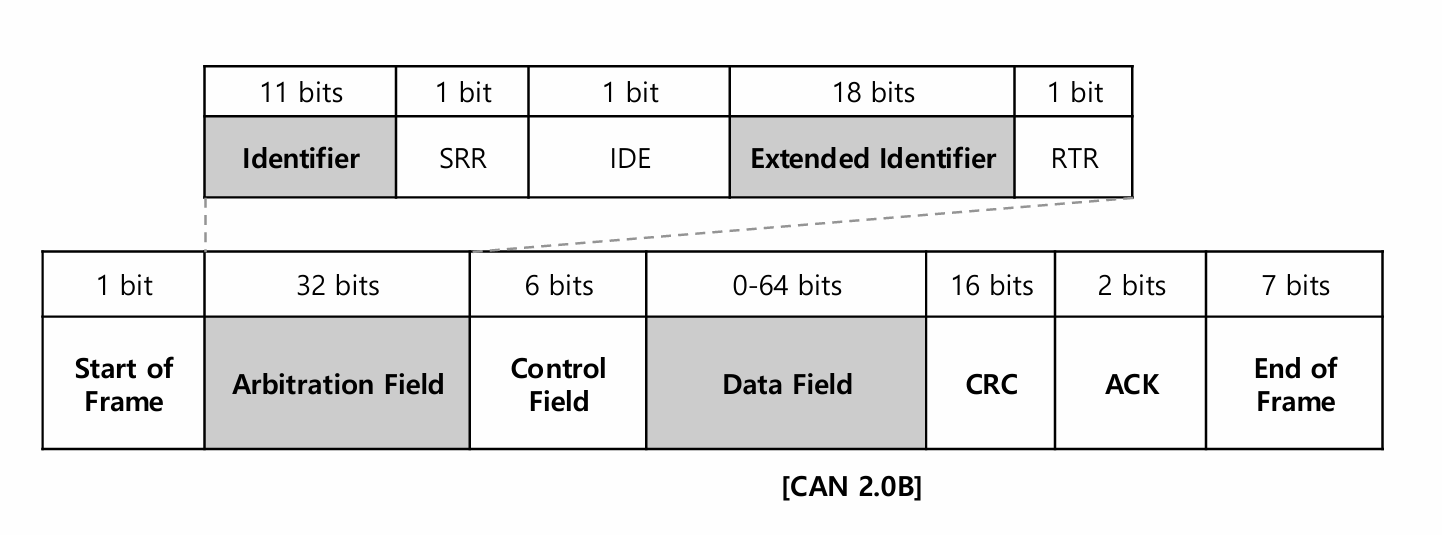 11 bits 1 bit 1 bit 18 bits 1 bit
Identifier SRR IDE Extended Identifier RTR
1 bit 32 bits 6 bits 0-64 bits 16 bits 2 bits 7 bits
Start of Frame Arbitration Field Control Field Data Field CRC ACK End of Frame
[CAN 2.0B]